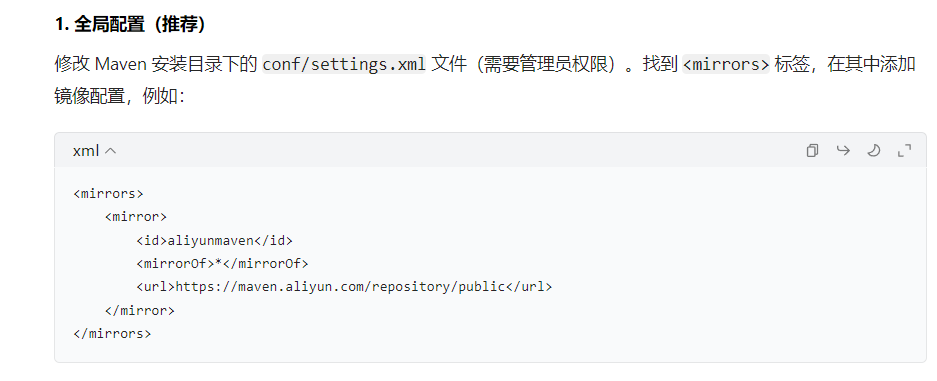 1. 全局配置（推荐）
修改 Maven 安装目录下的 conf/settings.xml 文件（需要管理员权限）。找到 <mirrors> 标签，在其中添加
镜像配置，例如：
xml
<mirrors>
    <mirror>
        <id>aliyunmaven</id>
        <mirrorOf>*</mirrorOf>
        <url>https://maven.aliyun.com/repository/public</url>
    </mirror>
</mirrors>